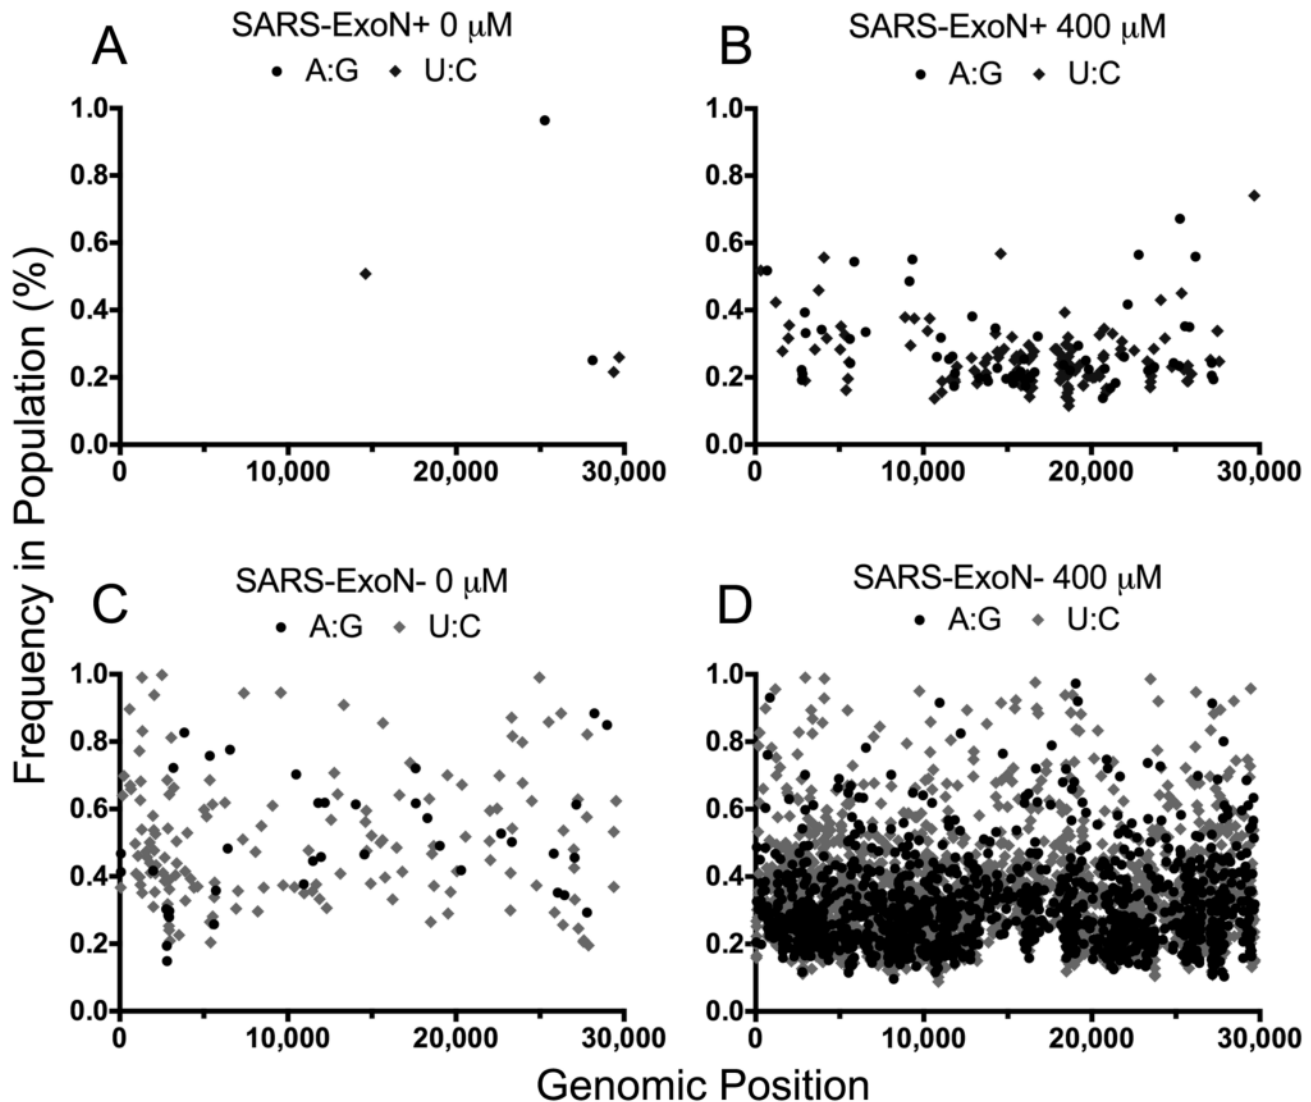 A
SARS-ExoN+ 0 μM
A:G U:C
1.0
0.8
0.6
0.4
0.2
0.0
0 10,000 20,000 30,000
B
SARS-ExoN+ 400 μM
A:G U:C
1.0
0.8
0.6
0.4
0.2
0.0
0 10,000 20,000 30,000
C
SARS-ExoN- 0 μM
A:G U:C
1.0
0.8
0.6
0.4
0.2
0.0
0 10,000 20,000 30,000
D
SARS-ExoN- 400 μM
A:G U:C
1.0
0.8
0.6
0.4
0.2
0.0
0 10,000 20,000 30,000
Frequency in Population (%)
Genomic Position